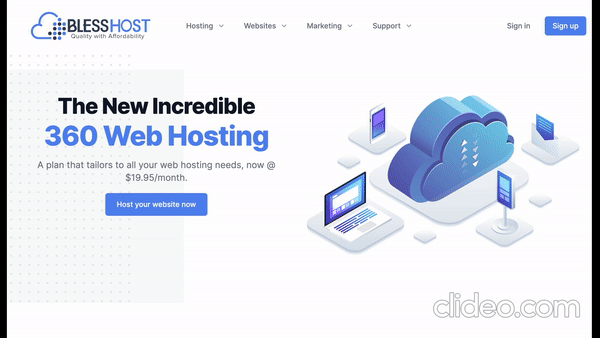 BLESSHOST
Quality with Affordability
Hosting
Websites
Marketing
Support
Sign in
Sign up
The New Incredible
360 Web Hosting
A plan that tailors to all your web hosting needs, now @
$19.95/month.
Host your website now
clideo.com